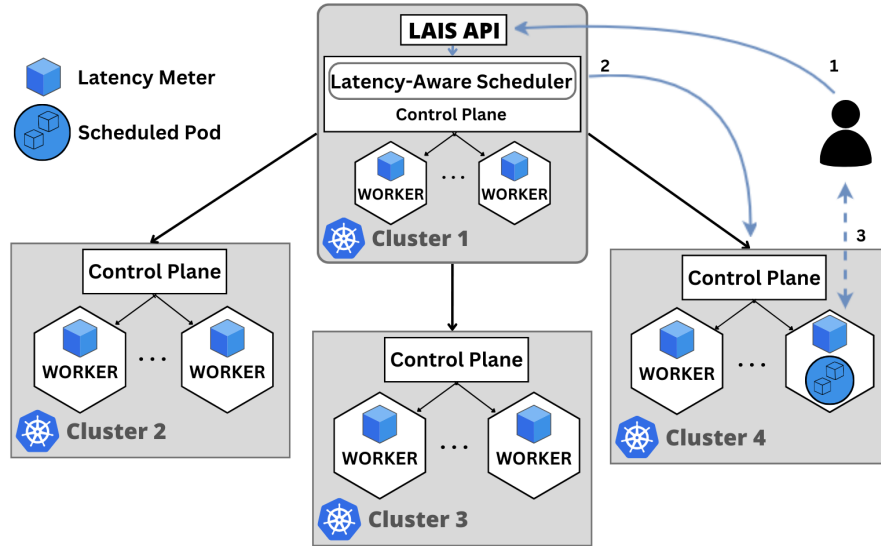 LAIS API
1
Latency Meter
Latency-Aware Scheduler
2
Control Plane
Scheduled Pod
WORKER
...
WORKER
Cluster 1
3
Control Plane
WORKER
...
WORKER
Cluster 2
Control Plane
WORKER
...
WORKER
Cluster 3
Control Plane
WORKER
...
Cluster 4